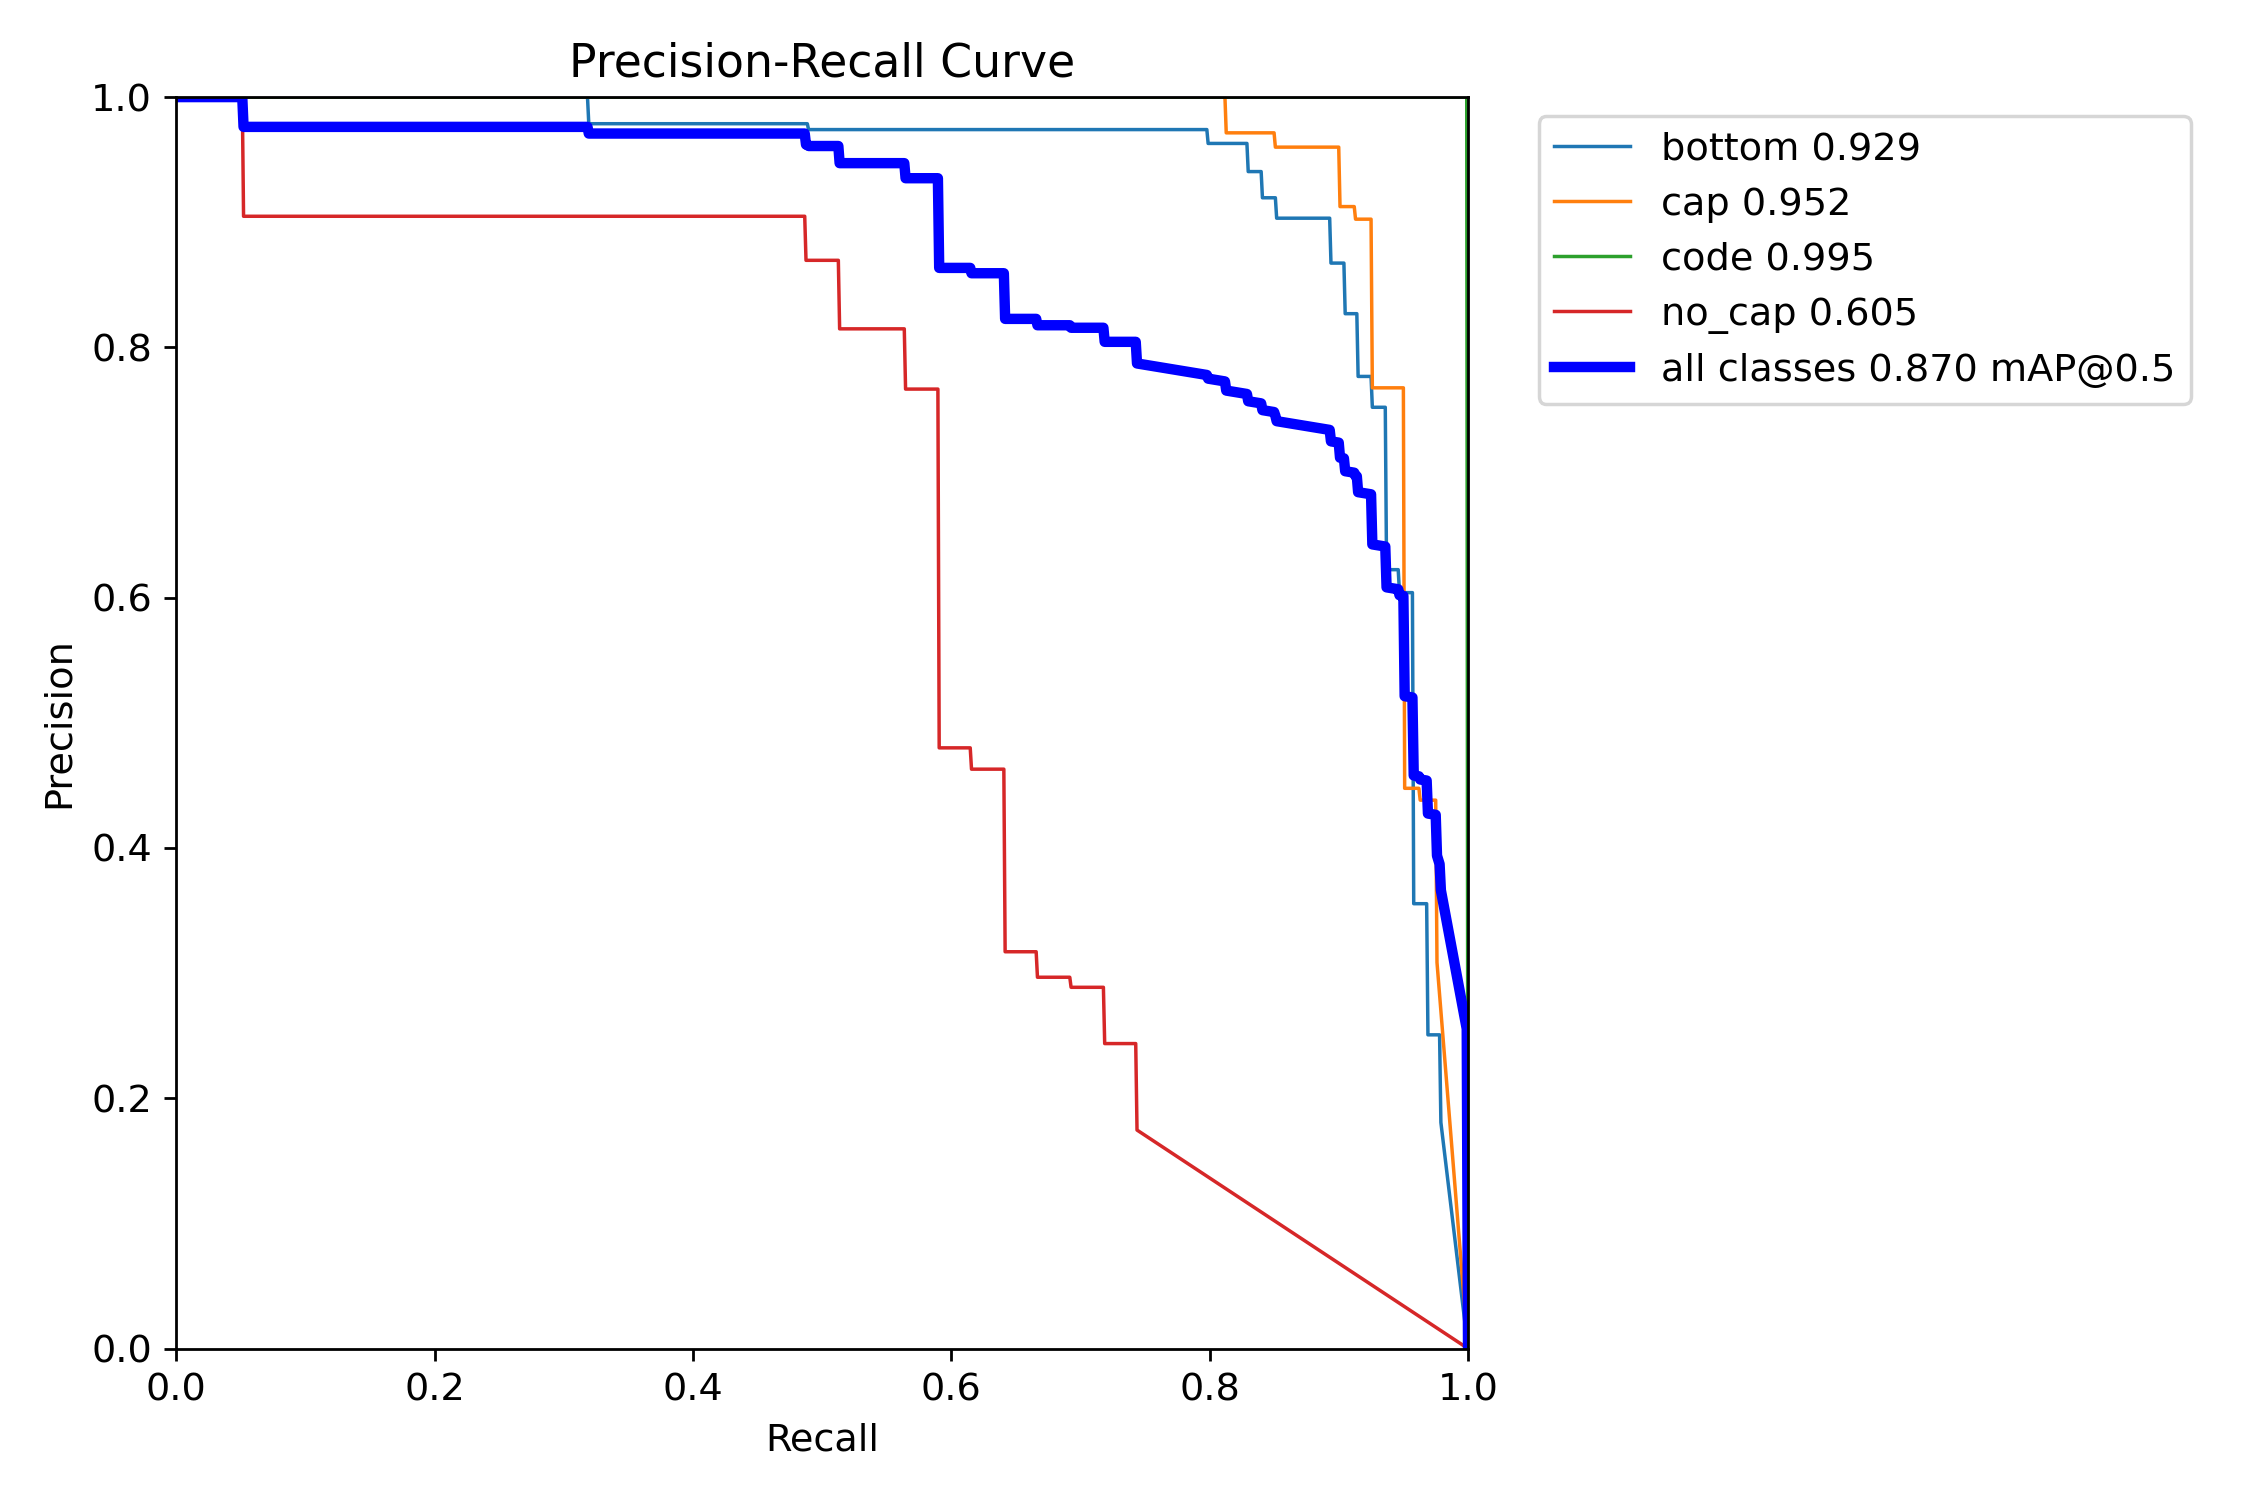 Precision-Recall Curve
1.0
0.8
0.6
0.4
0.2
0.0
Precision
0.0 0.2 0.4 0.6 0.8 1.0
Recall
bottom 0.929
cap 0.952
code 0.995
no_cap 0.605
all classes 0.870 mAP@0.5